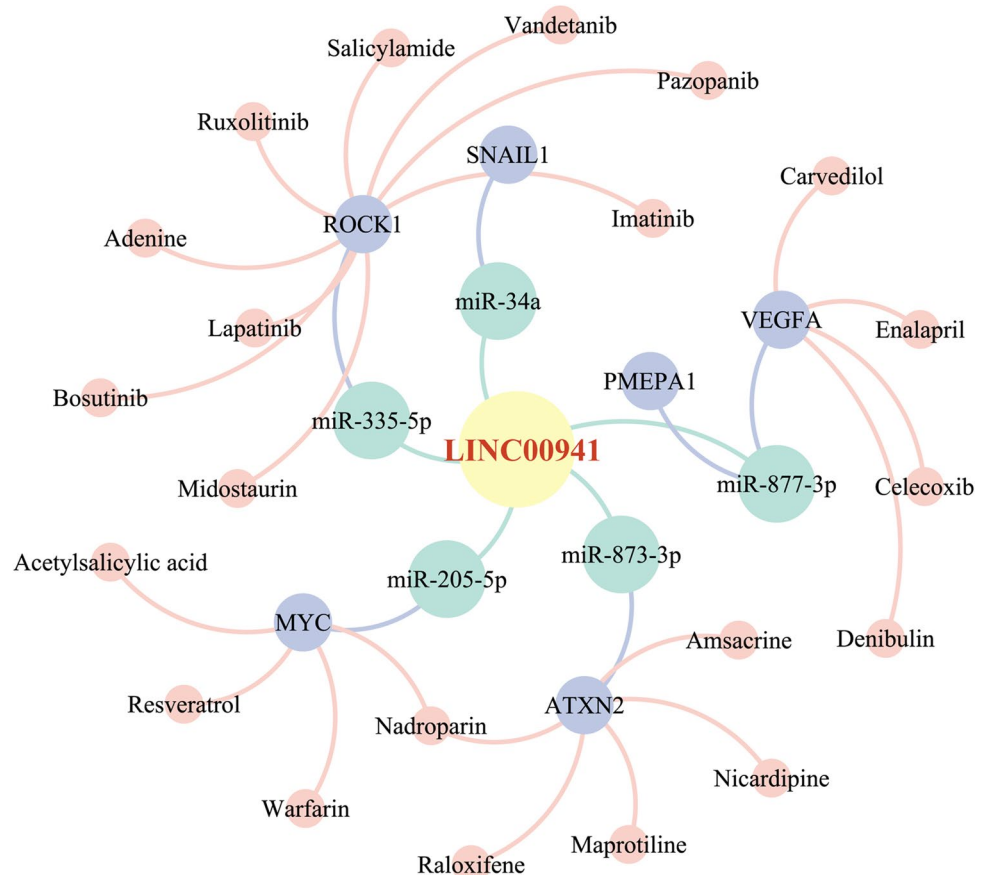 Vandetanib
Salicylamide
Pazopanib
Ruxolitinib
SNAIL1
Carvedilol
Imatinib
ROCK1
Adenine
miR-34a
VEGFA
Enalapril
Lapatinib
PMEPA1
Bosutinib
miR-335-5p
LINC00941
miR-877-3p
Celecoxib
Midostaurin
Acetylsalicylic acid
miR-873-3p
miR-205-5p
MYC
Amsacrine
Denibulin
Resveratrol
ATXN2
Nadroparin
Nicardipine
Warfarin
Maprotiline
Raloxifene